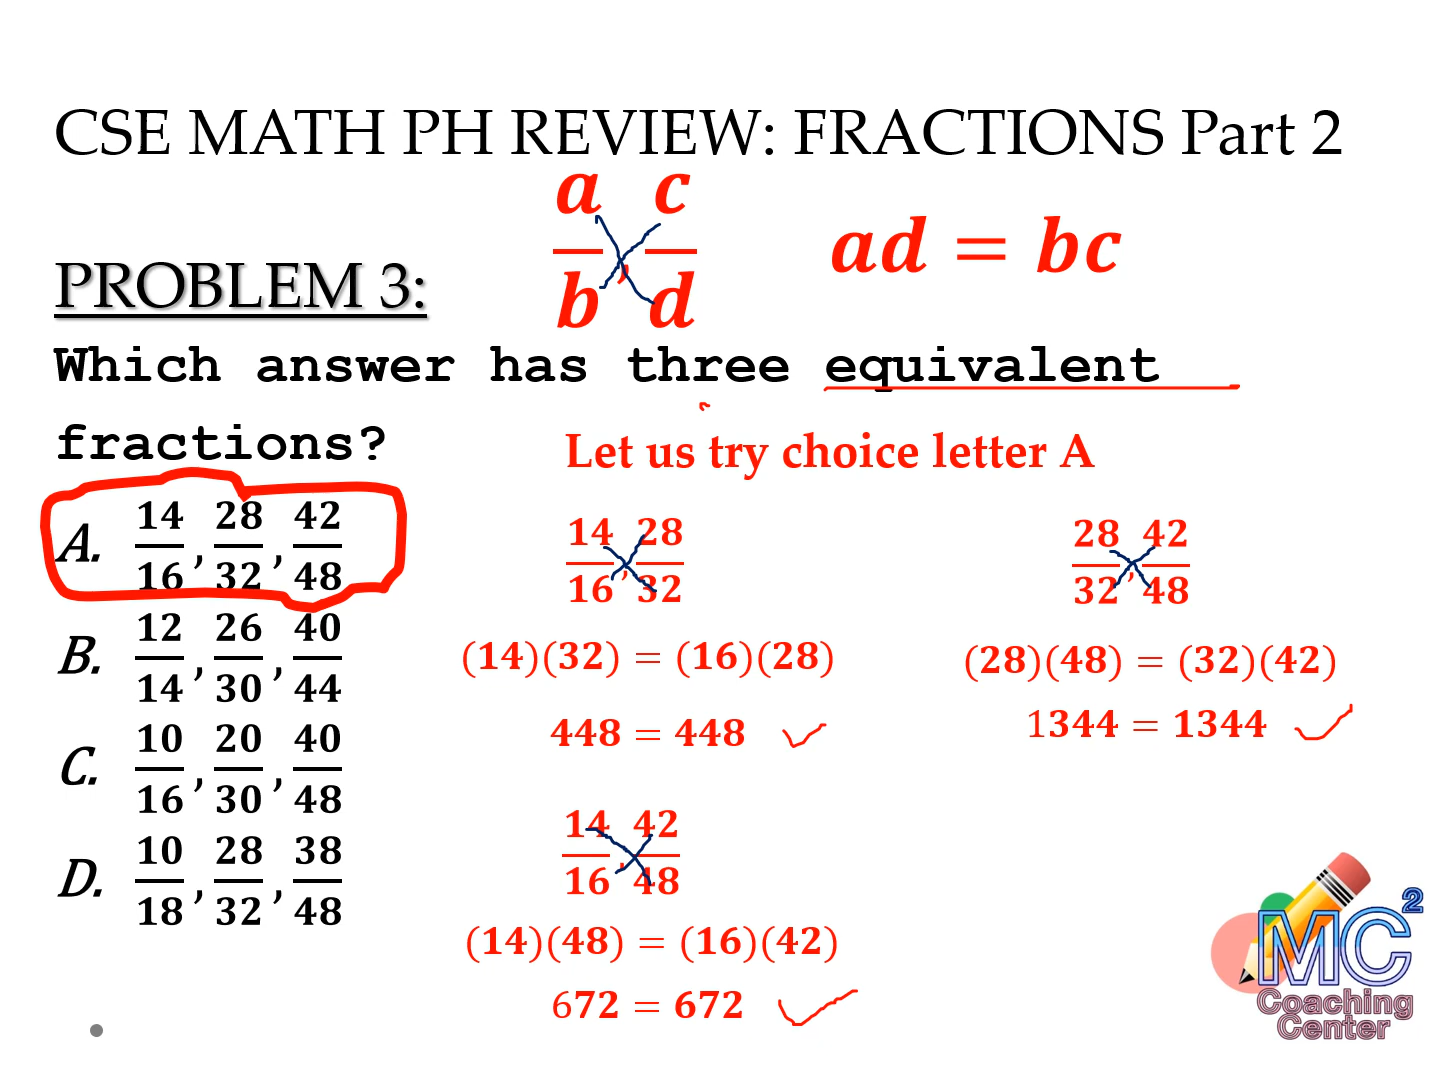 CSE MATH PH REVIEW: FRACTIONS Part 2
a/b , c/d
ad = bc
PROBLEM 3:
Which answer has three equivalent
fractions?
Let us try choice letter A
A. 14/16 , 28/32 , 42/48
B. 12/14 , 26/30 , 40/44
C. 10/16 , 20/30 , 40/48
D. 10/18 , 28/32 , 38/48
14/16 , 28/32
(14)(32) = (16)(28)
448 = 448
28/32 , 42/48
(28)(48) = (32)(42)
1344 = 1344
14/16 , 42/48
(14)(48) = (16)(42)
672 = 672
MC2
Coaching
Center